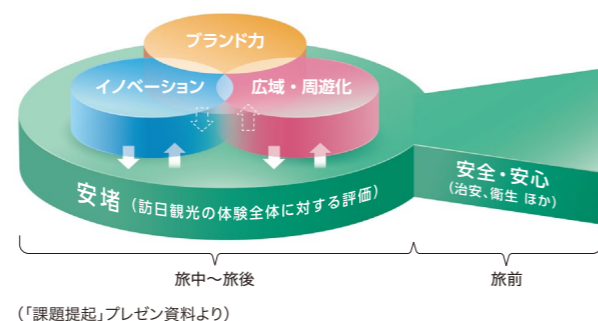 ブランド力
イノベーション
広域・周遊化
安堵（訪日観光の体験全体に対する評価）
安全・安心
（治安、衛生 ほか）
旅中～旅後
旅前
（「課題提起」プレゼン資料より）